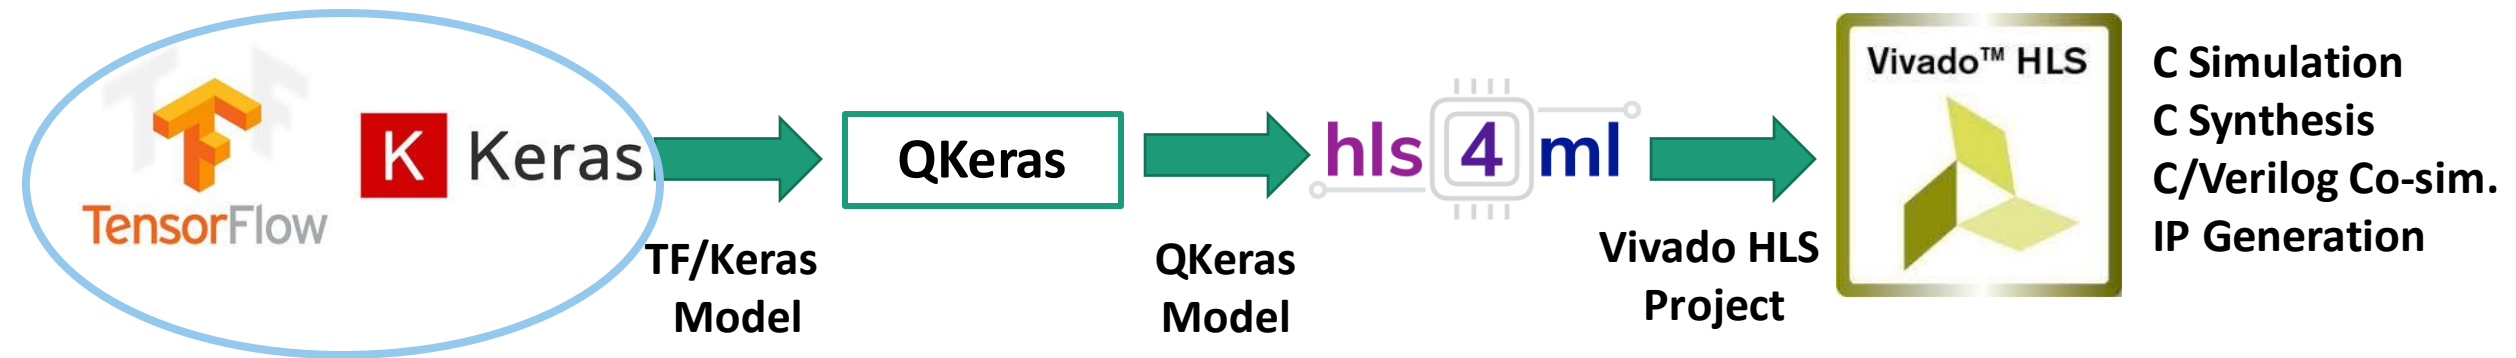 TF
TensorFlow
K Keras
TF/Keras
Model
QKeras
QKeras
Model
hls 4 ml
Vivado HLS
Project
Vivado™ HLS
C Simulation
C Synthesis
C/Verilog Co-sim.
IP Generation